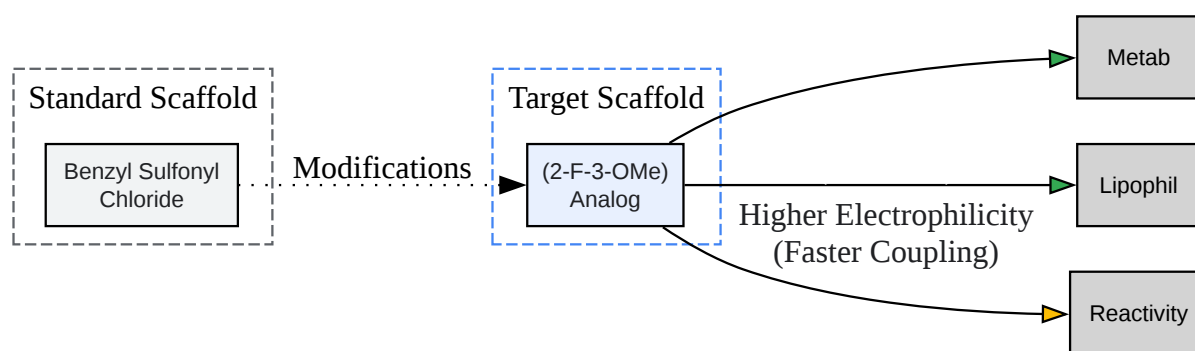 Standard Scaffold
Benzyl Sulfonyl
Chloride
Modifications
Target Scaffold
(2-F-3-OMe)
Analog
Higher Electrophilicity
(Faster Coupling)
Metab
Lipophil
Reactivity